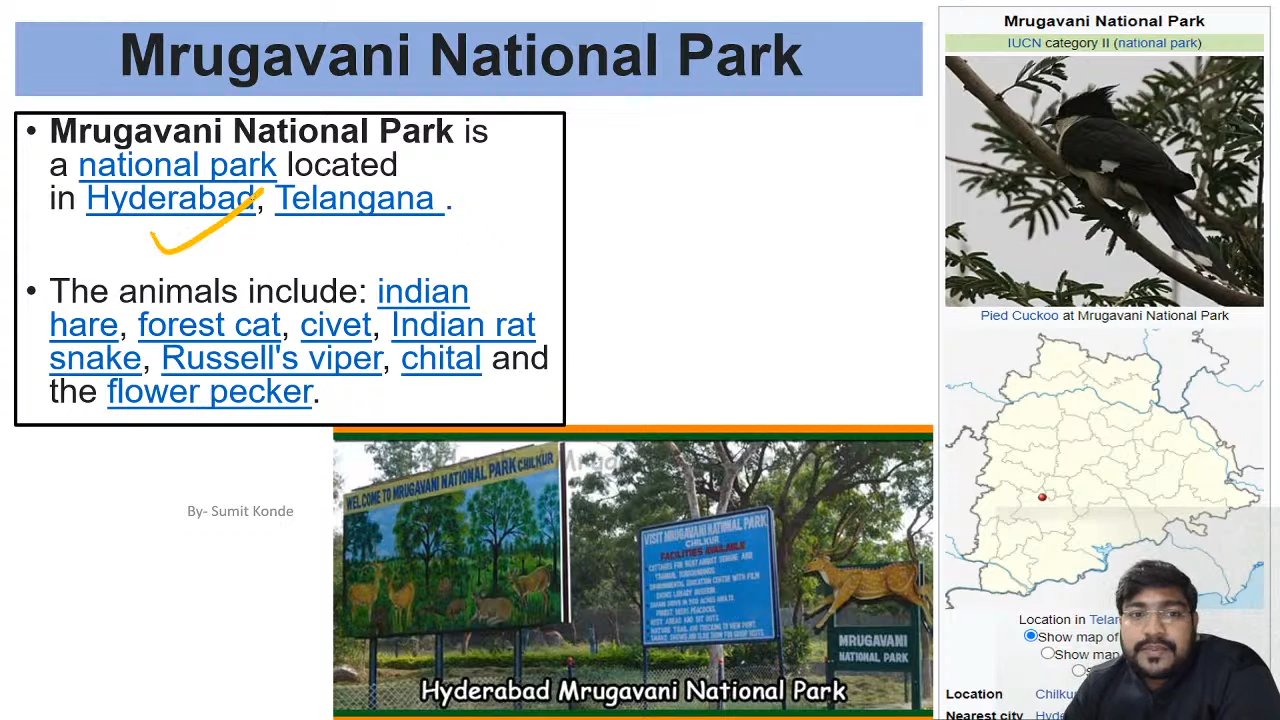 Mrugavani National Park
• Mrugavani National Park is
a national park located
in Hyderabad, Telangana .
• The animals include: indian
hare, forest cat, civet, Indian rat
snake, Russell's viper, chital and
the flower pecker.
By- Sumit Konde
WELCOME TO MRUGAVANI NATIONAL PARK CHILKUR
VISIT MRUGAVANI NATIONAL PARK
CHILKUR
FACILITIES AVAILABLE
MRUGAVANI
NATIONAL PARK
Hyderabad Mrugavani National Park
Mrugavani National Park
IUCN category II (national park)
Pied Cuckoo at Mrugavani National Park
Location in
Show map of
Show map
Location
Nearest city